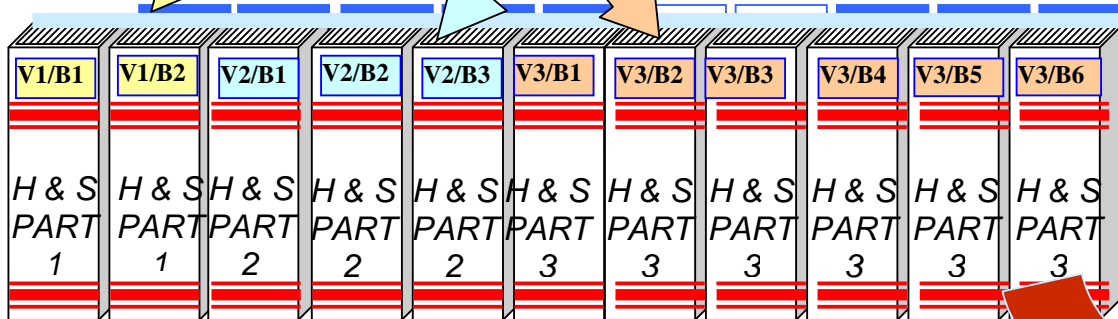 V1/B1 V1/B2 V2/B1 V2/B2 V2/B3 V3/B1 V3/B2 V3/B3 V3/B4 V3/B5 V3/B6
H & S H & S H & S H & S H & S H & S H & S H & S H & S H & S H & S
PART PART PART PART PART PART PART PART PART PART PART
1 1 2 2 2 3 3 3 3 3 3